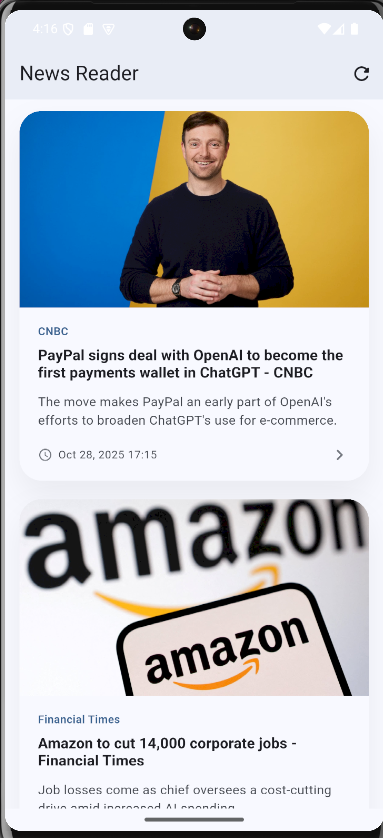 4:16
News Reader
CNBC
PayPal signs deal with OpenAI to become the
first payments wallet in ChatGPT - CNBC
The move makes PayPal an early part of OpenAI's
efforts to broaden ChatGPT's use for e-commerce.
Oct 28, 2025 17:15
amazon
amazon
Financial Times
Amazon to cut 14,000 corporate jobs -
Financial Times
Job losses come as chief oversees a cost-cutting
drive amid increased AI spending